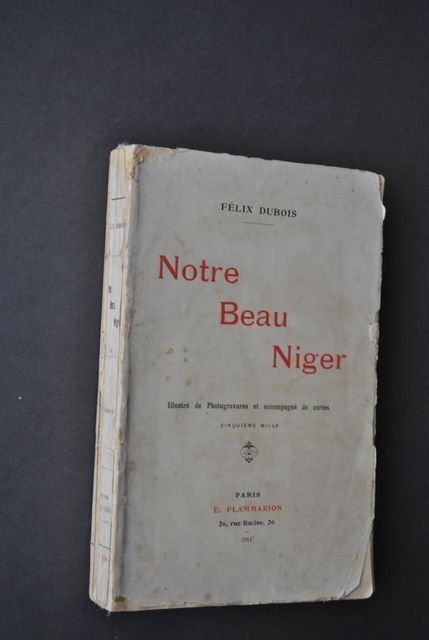 FÉLIX DUBOIS
Notre
Beau
Niger
Illustré de Photogravures et accompagné de cartes
CINQUIÈME MILLE
PARIS
E. FLAMMARION
26, rue Racine, 26
1911